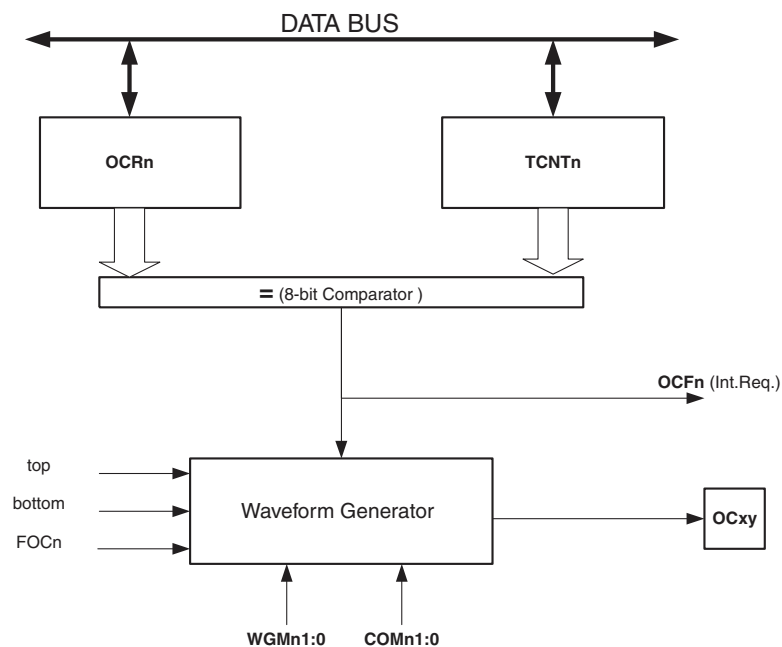 DATA BUS
OCRn
TCNTn
= (8-bit Comparator )
OCFn (Int.Req.)
top
bottom
FOCn
Waveform Generator
OCxy
WGMn1:0
COMn1:0